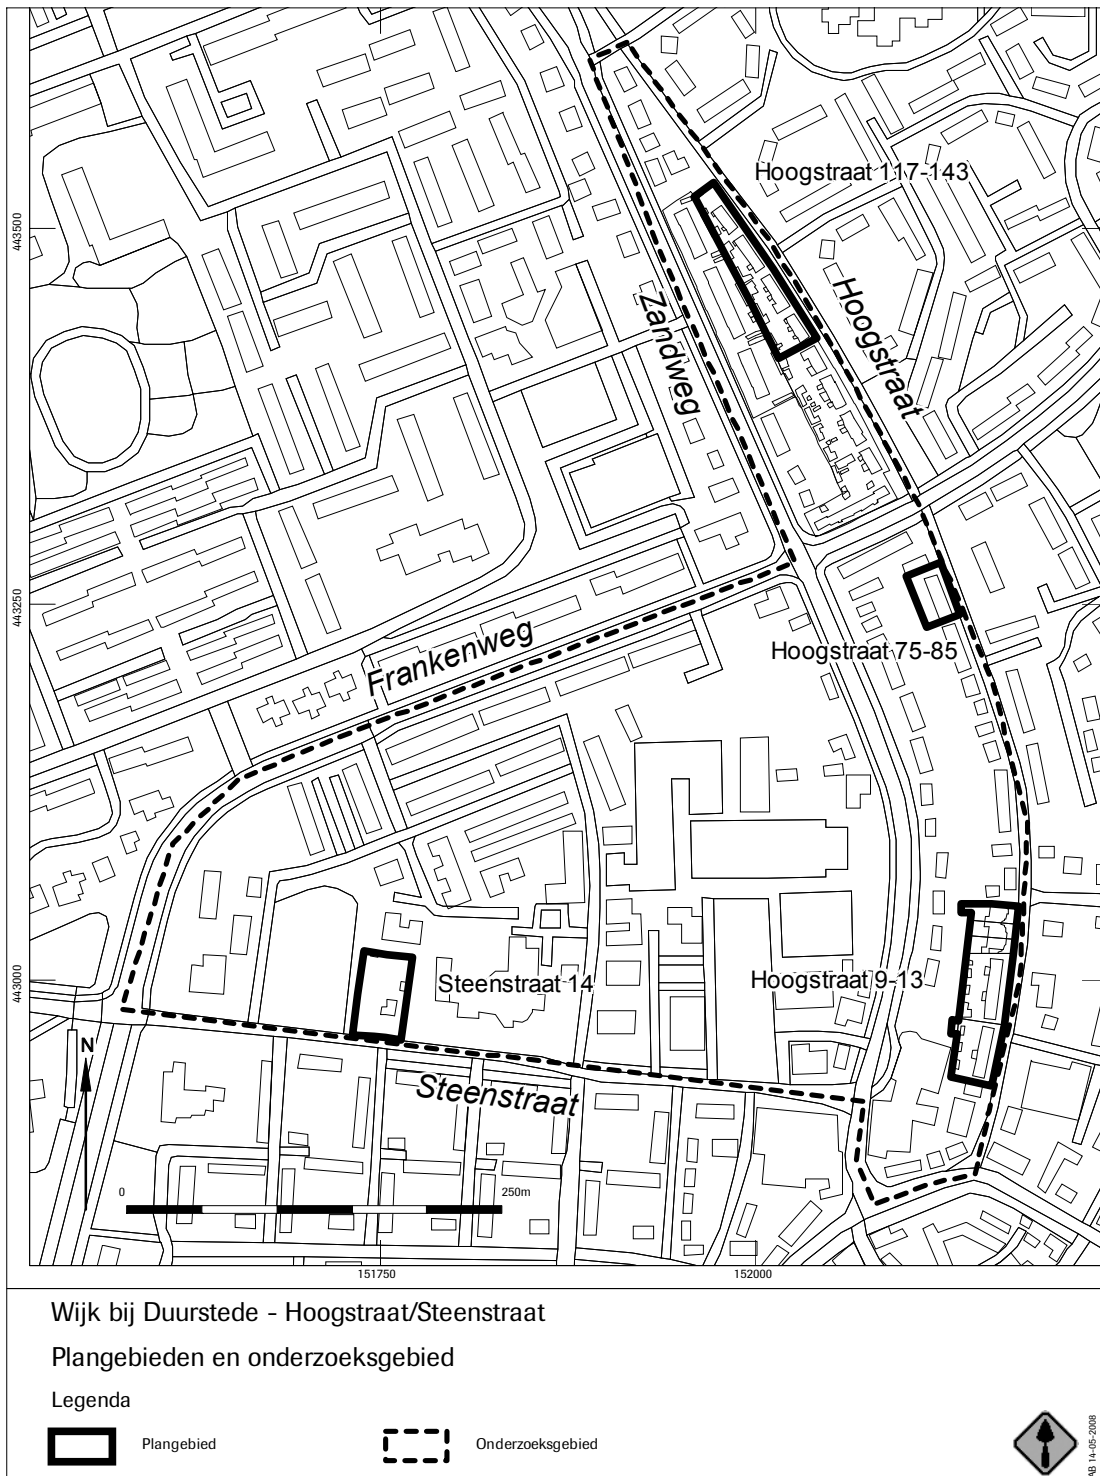 Hoogstraat 117-143
443500
Hoogstraat
Zandweg
443250
Frankenweg
Hoogstraat 75-85
443000
Steenstraat 14
Hoogstraat 9-13
N
Steenstraat
0
250m
151750
152000
Wijk bij Duurstede - Hoogstraat/Steenstraat
Plangebieden en onderzoeksgebied
Legenda
Plangebied
Onderzoeksgebied
AB 14-05-2008